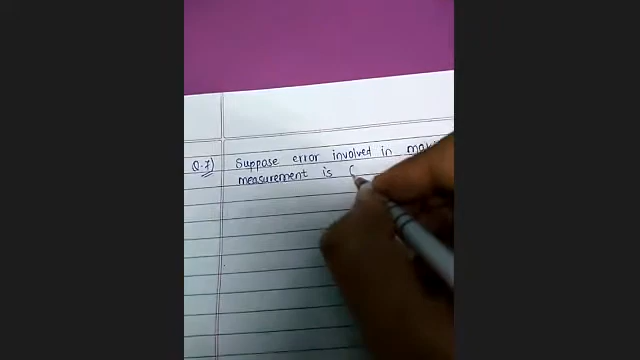 Q.7) Suppose error involved in
measurement is